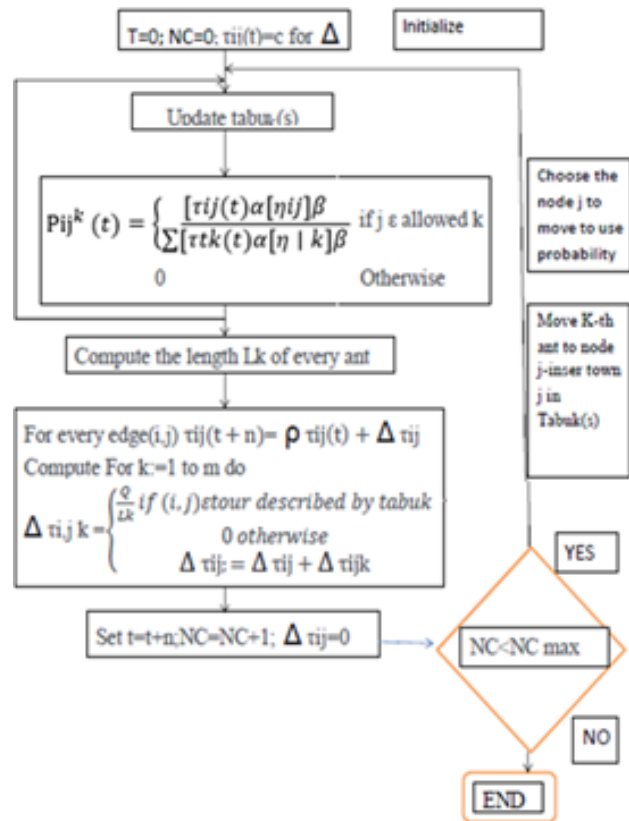 T=0; NC=0; τij(t)=c for Δ
Initialize
Update tabuk(s)
Pijᵏ (t) = { [τij(t)α[ηij]β / ∑[τtk(t)α[η | k]β if j ε allowed k
0 Otherwise
Choose the
node j to
move to use
probability
Compute the length Lk of every ant
Move K-th
ant to node
j-inser town
j in
Tabuk(s)
For every edge(i,j) τij(t + n)= ρ τij(t) + Δ τij
Compute For k:=1 to m do
Δ τi,j k = { Q / Lk if (i, j)εtour described by tabuk
0 otherwise
Δ τij: = Δ τij + Δ τijk
YES
Set t=t+n;NC=NC+1; Δ τij=0
NC<NC max
NO
END